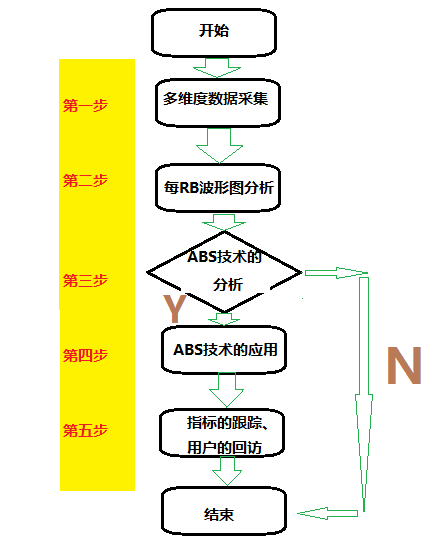 开始
第一步
多维度数据采集
第二步
每RB波形图分析
第三步
ABS技术的
分析
Y
N
第四步
ABS技术的应用
第五步
指标的跟踪、
用户的回访
结束